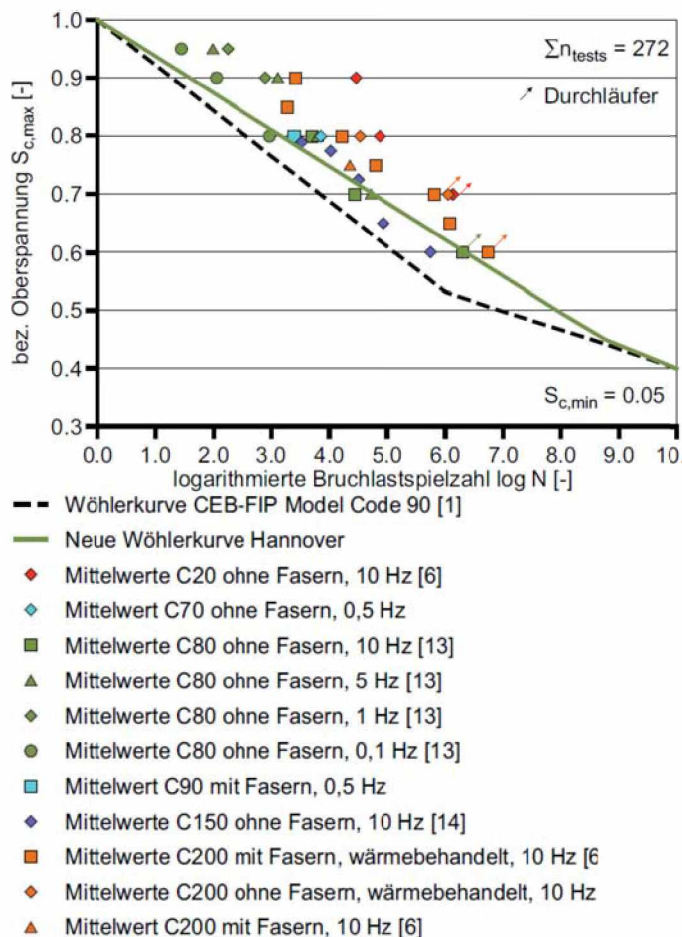 1.0
0.9
0.8
0.7
0.6
0.5
0.4
0.3
bez. Oberspannung Sc,max [-]
Σntests = 272
Durchläufer
Sc,min = 0.05
0.0 1.0 2.0 3.0 4.0 5.0 6.0 7.0 8.0 9.0 10.
logarithmierte Bruchlastspielzahl log N [-]
Wöhlerkurve CEB-FIP Model Code 90 [1]
Neue Wöhlerkurve Hannover
Mittelwerte C20 ohne Fasern, 10 Hz [6]
Mittelwert C70 ohne Fasern, 0,5 Hz
Mittelwerte C80 ohne Fasern, 10 Hz [13]
Mittelwerte C80 ohne Fasern, 5 Hz [13]
Mittelwerte C80 ohne Fasern, 1 Hz [13]
Mittelwerte C80 ohne Fasern, 0,1 Hz [13]
Mittelwert C90 mit Fasern, 0,5 Hz
Mittelwerte C150 ohne Fasern, 10 Hz [14]
Mittelwerte C200 mit Fasern, wärmebehandelt, 10 Hz [6
Mittelwerte C200 ohne Fasern, wärmebehandelt, 10 Hz
Mittelwert C200 mit Fasern, 10 Hz [6]